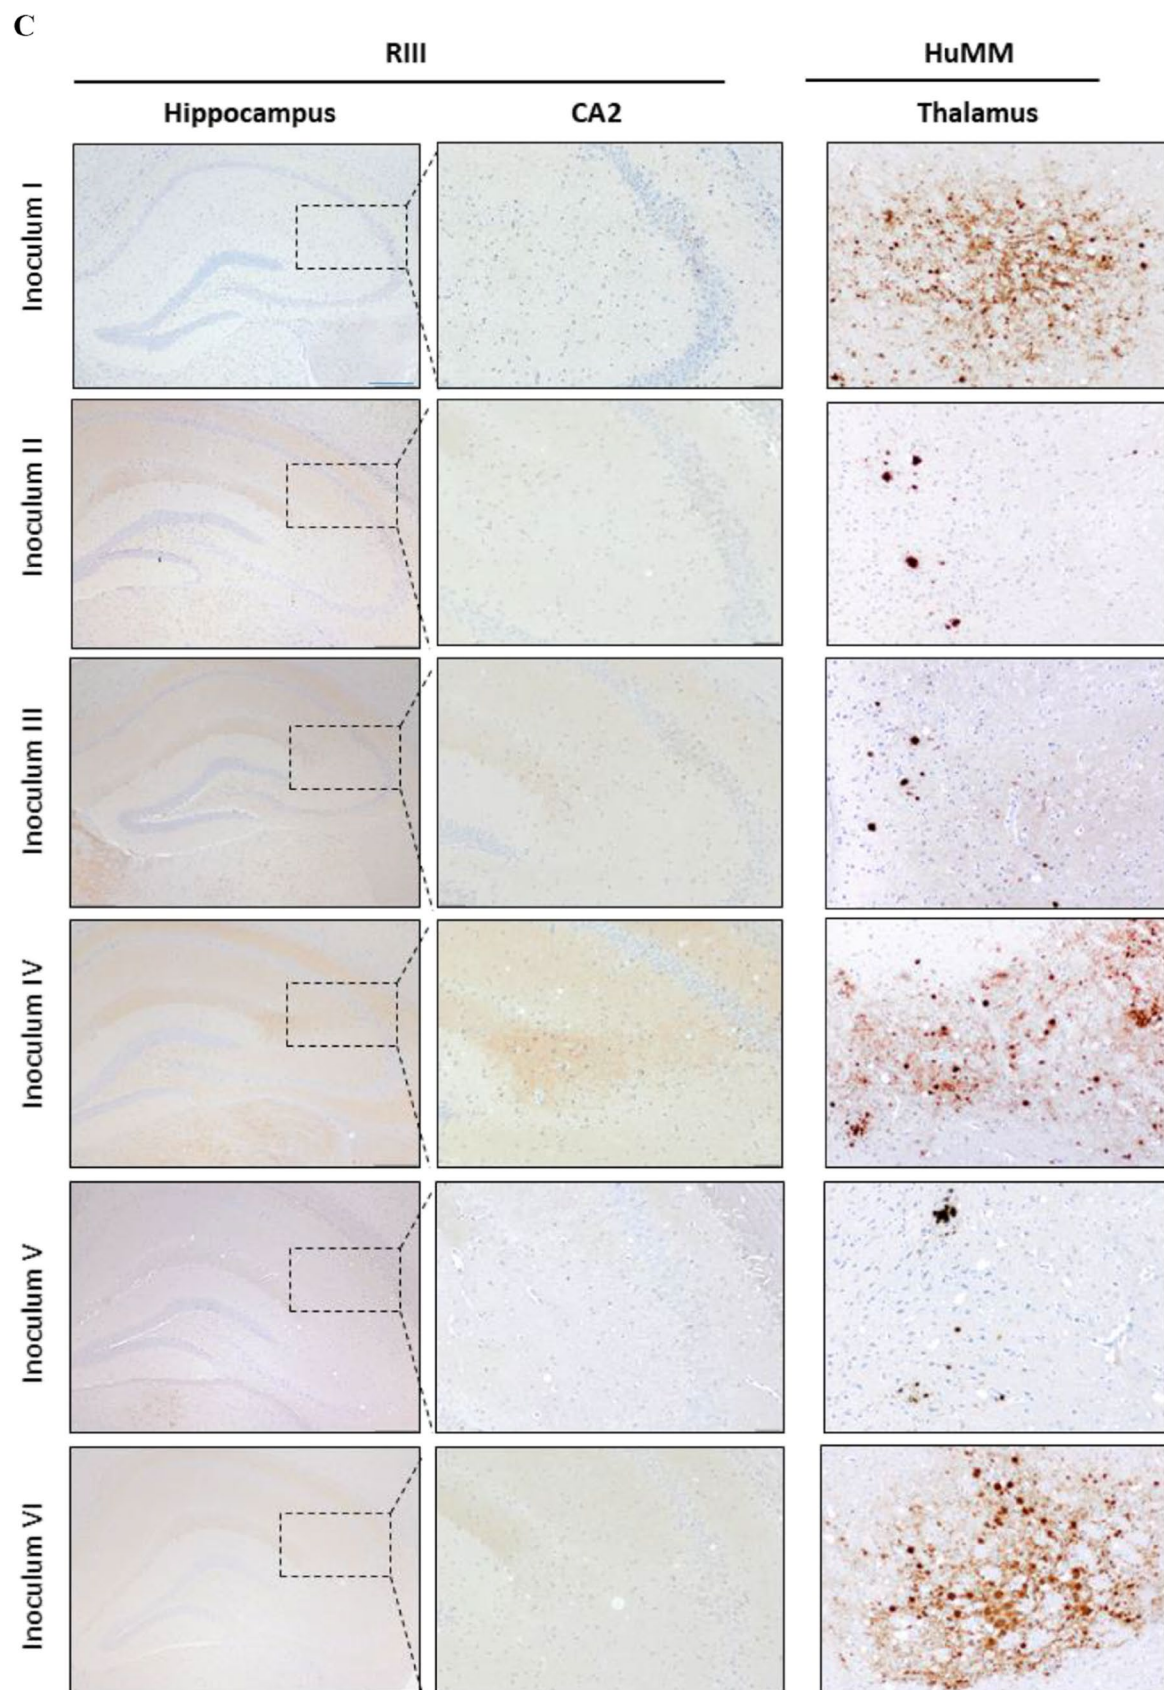 C
RIII
HuMM
Hippocampus
CA2
Thalamus
Inoculum I
Inoculum II
Inoculum III
Inoculum IV
Inoculum V
Inoculum VI